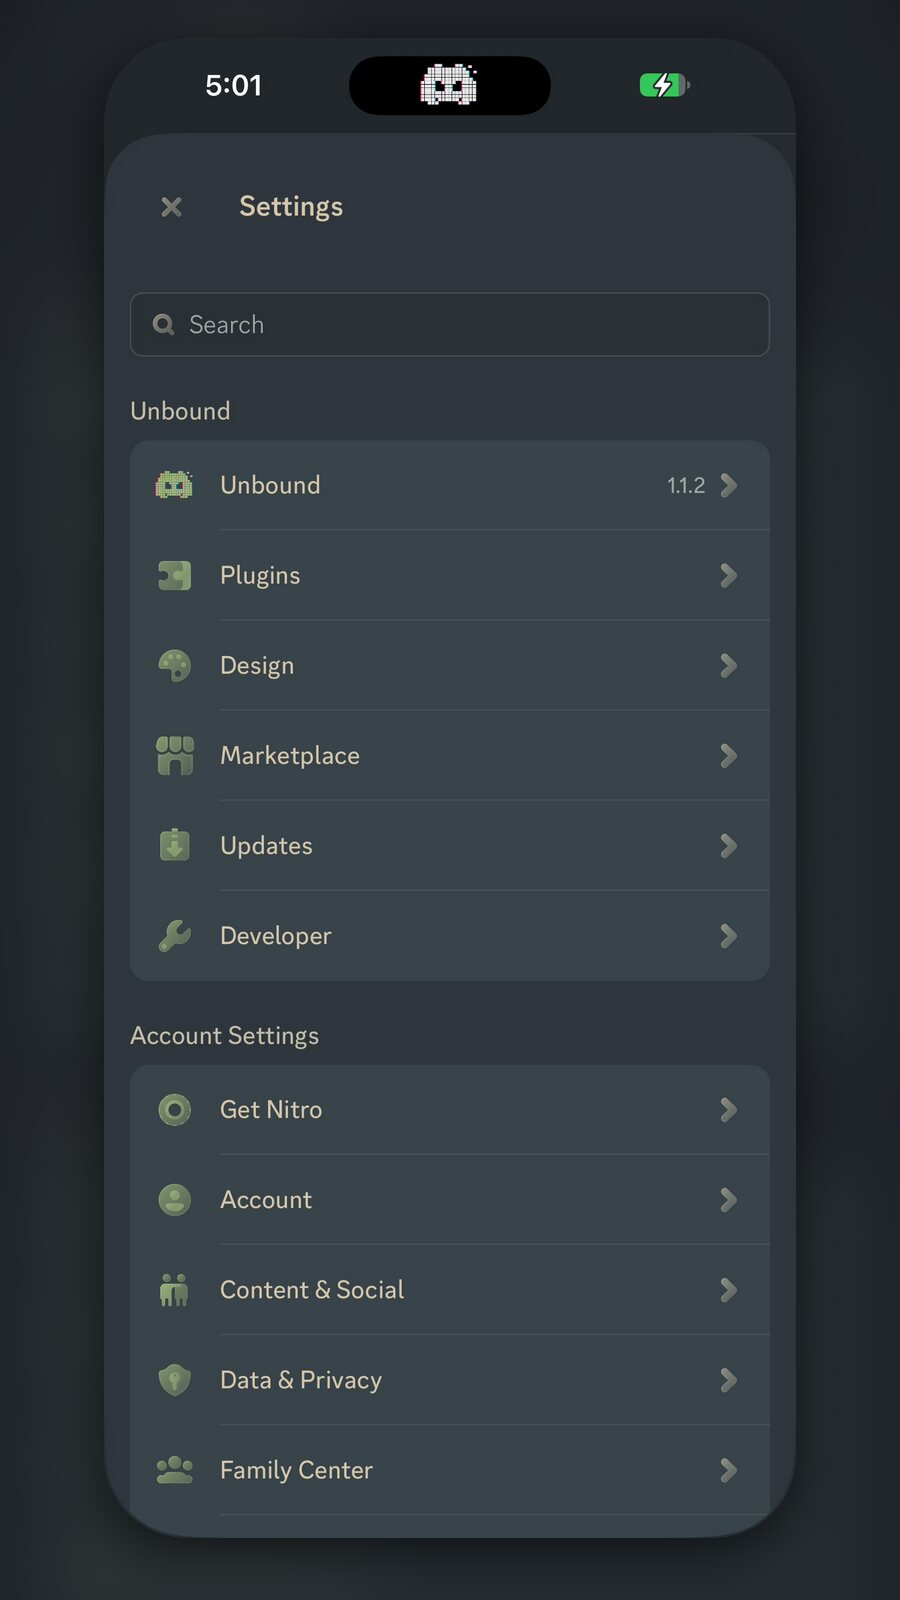 5:01
Settings
Search
Unbound
Unbound 1.1.2
Plugins
Design
Marketplace
Updates
Developer
Account Settings
Get Nitro
Account
Content & Social
Data & Privacy
Family Center